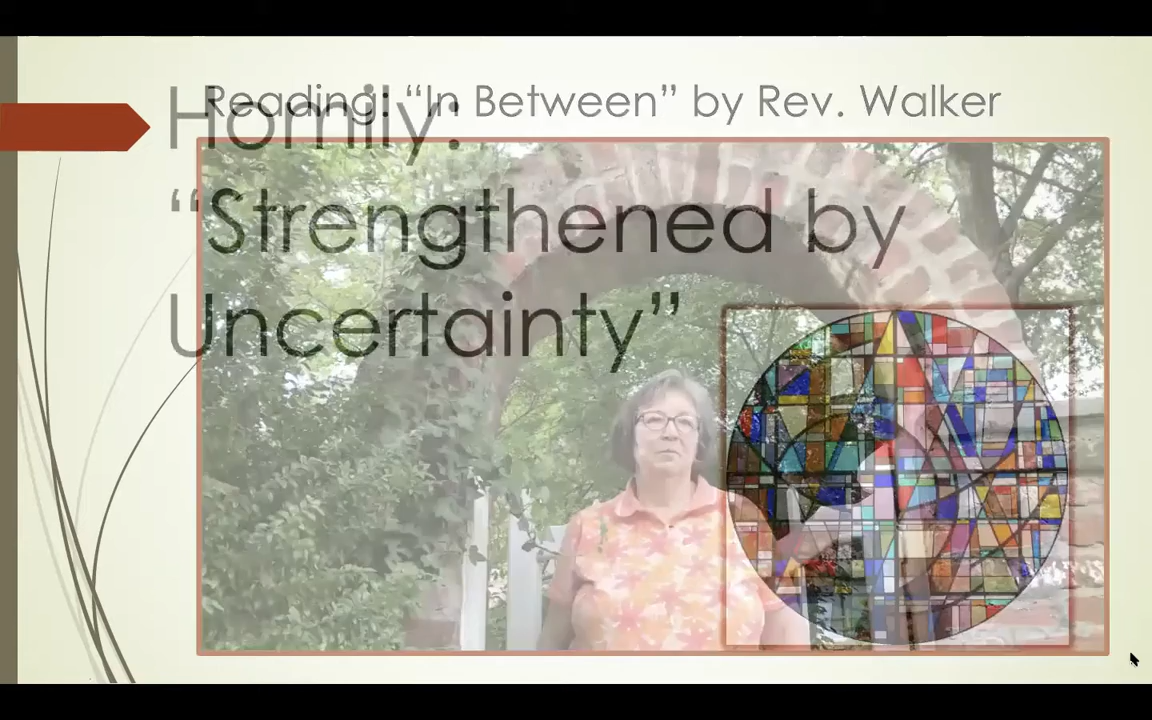 Reading: “In Between” by Rev. Walker
Homily:
“Strengthened by
Uncertainty”